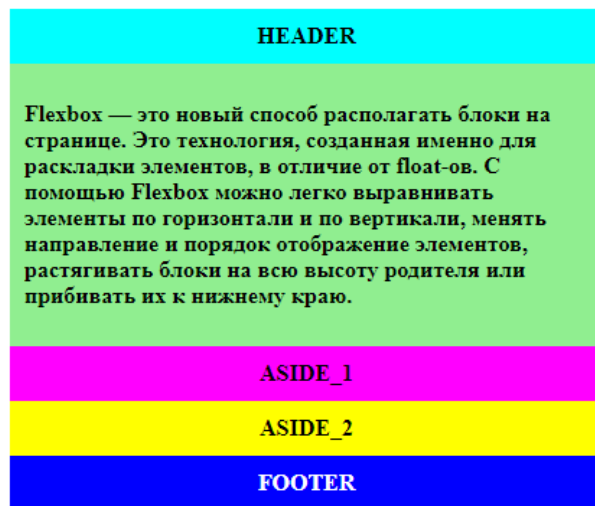 HEADER
Flexbox — это новый способ располагать блоки на
странице. Это технология, созданная именно для
раскладки элементов, в отличие от float-ов. С
помощью Flexbox можно легко выравнивать
элементы по горизонтали и по вертикали, менять
направление и порядок отображение элементов,
растягивать блоки на всю высоту родителя или
прибивать их к нижнему краю.
ASIDE_1
ASIDE_2
FOOTER